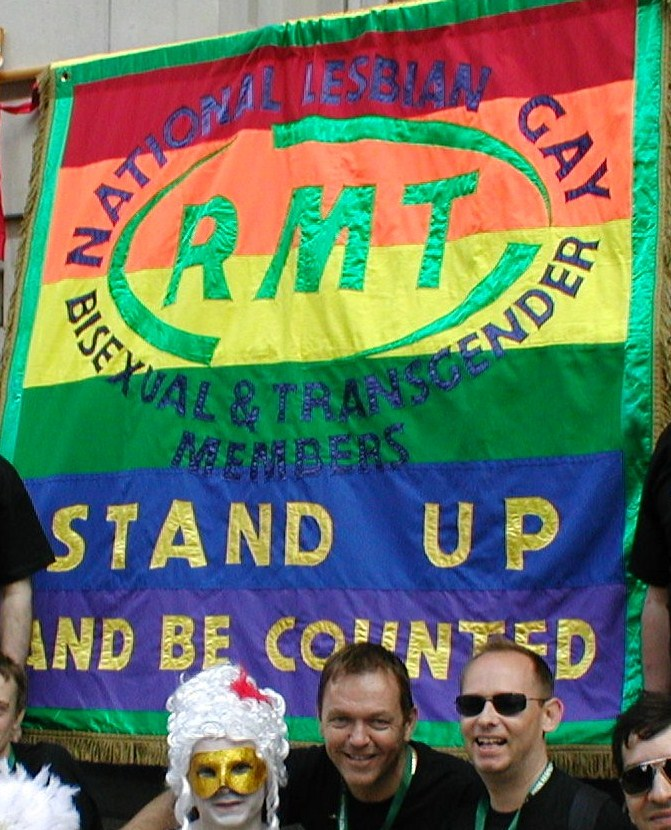 NATIONAL LESBIAN GAY
RMT
BISEXUAL & TRANSGENDER
MEMBERS
STAND UP
AND BE COUNTED